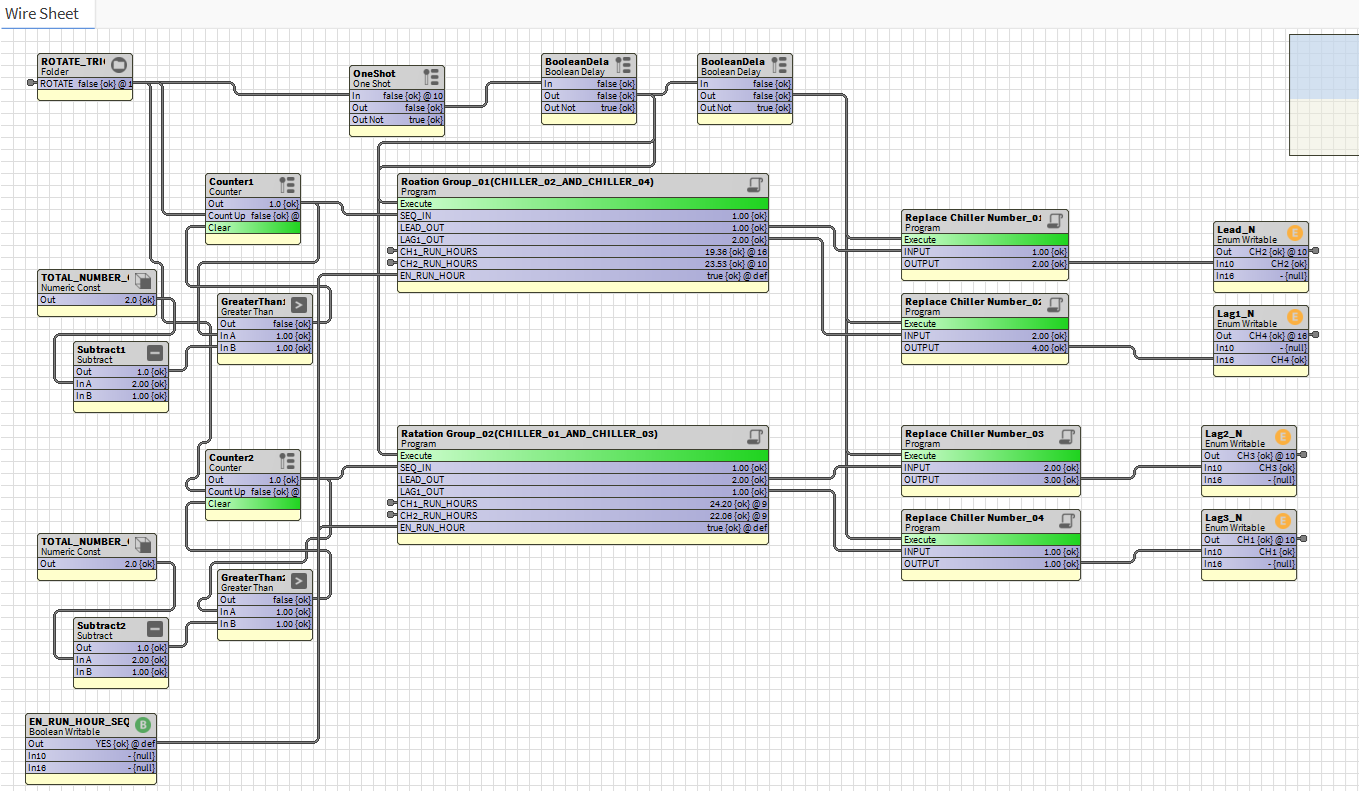 Wire Sheet
ROTATE_TRIG
Folder
ROTATE false {ok} @ 1
OneShot
One Shot
In false {ok} @ 10
Out false {ok}
Out Not true {ok}
BooleanDela
Boolean Delay
In false {ok}
Out false {ok}
Out Not true {ok}
BooleanDela
Boolean Delay
In false {ok}
Out false {ok}
Out Not true {ok}
Counter1
Counter
Out 1.0 {ok}
Count Up false {ok} @
Clear
Roation Group_01(CHILLER_02_AND_CHILLER_04)
Program
Execute
SEQ_IN 1.00 {ok}
LEAD_OUT 1.00 {ok}
LAG1_OUT 2.00 {ok}
CH1_RUN_HOURS 19.36 {ok} @ 16
CH2_RUN_HOURS 23.53 {ok} @ 10
EN_RUN_HOUR true {ok} @ def
Replace Chiller Number_01
Program
Execute
INPUT 1.00 {ok}
OUTPUT 2.00 {ok}
Lead_N
Enum Writable
Out CH2 {ok} @ 10
In10 CH2 {ok}
In16 - {null}
TOTAL_NUMBER_
Numeric Const
Out 2.0 {ok}
GreaterThan1
Greater Than
Out false {ok}
In A 1.00 {ok}
In B 1.00 {ok}
Replace Chiller Number_02
Program
Execute
INPUT 2.00 {ok}
OUTPUT 4.00 {ok}
Lag1_N
Enum Writable
Out CH4 {ok} @ 16
In10 - {null}
In16 CH4 {ok}
Subtract1
Subtract
Out 1.0 {ok}
In A 2.00 {ok}
In B 1.00 {ok}
Counter2
Counter
Out 1.0 {ok}
Count Up false {ok} @
Clear
Ratation Group_02(CHILLER_01_AND_CHILLER_03)
Program
Execute
SEQ_IN 1.00 {ok}
LEAD_OUT 2.00 {ok}
LAG1_OUT 1.00 {ok}
CH1_RUN_HOURS 24.20 {ok} @ 9
CH2_RUN_HOURS 22.06 {ok} @ 9
EN_RUN_HOUR true {ok} @ def
Replace Chiller Number_03
Program
Execute
INPUT 2.00 {ok}
OUTPUT 3.00 {ok}
Lag2_N
Enum Writable
Out CH3 {ok} @ 10
In10 CH3 {ok}
In16 - {null}
Replace Chiller Number_04
Program
Execute
INPUT 1.00 {ok}
OUTPUT 1.00 {ok}
Lag3_N
Enum Writable
Out CH1 {ok} @ 10
In10 CH1 {ok}
In16 - {null}
TOTAL_NUMBER_
Numeric Const
Out 2.0 {ok}
GreaterThan2
Greater Than
Out false {ok}
In A 1.00 {ok}
In B 1.00 {ok}
Subtract2
Subtract
Out 1.0 {ok}
In A 2.00 {ok}
In B 1.00 {ok}
EN_RUN_HOUR_SEQ
Boolean Writable
Out YES {ok} @ def
In10 - {null}
In16 - {null}